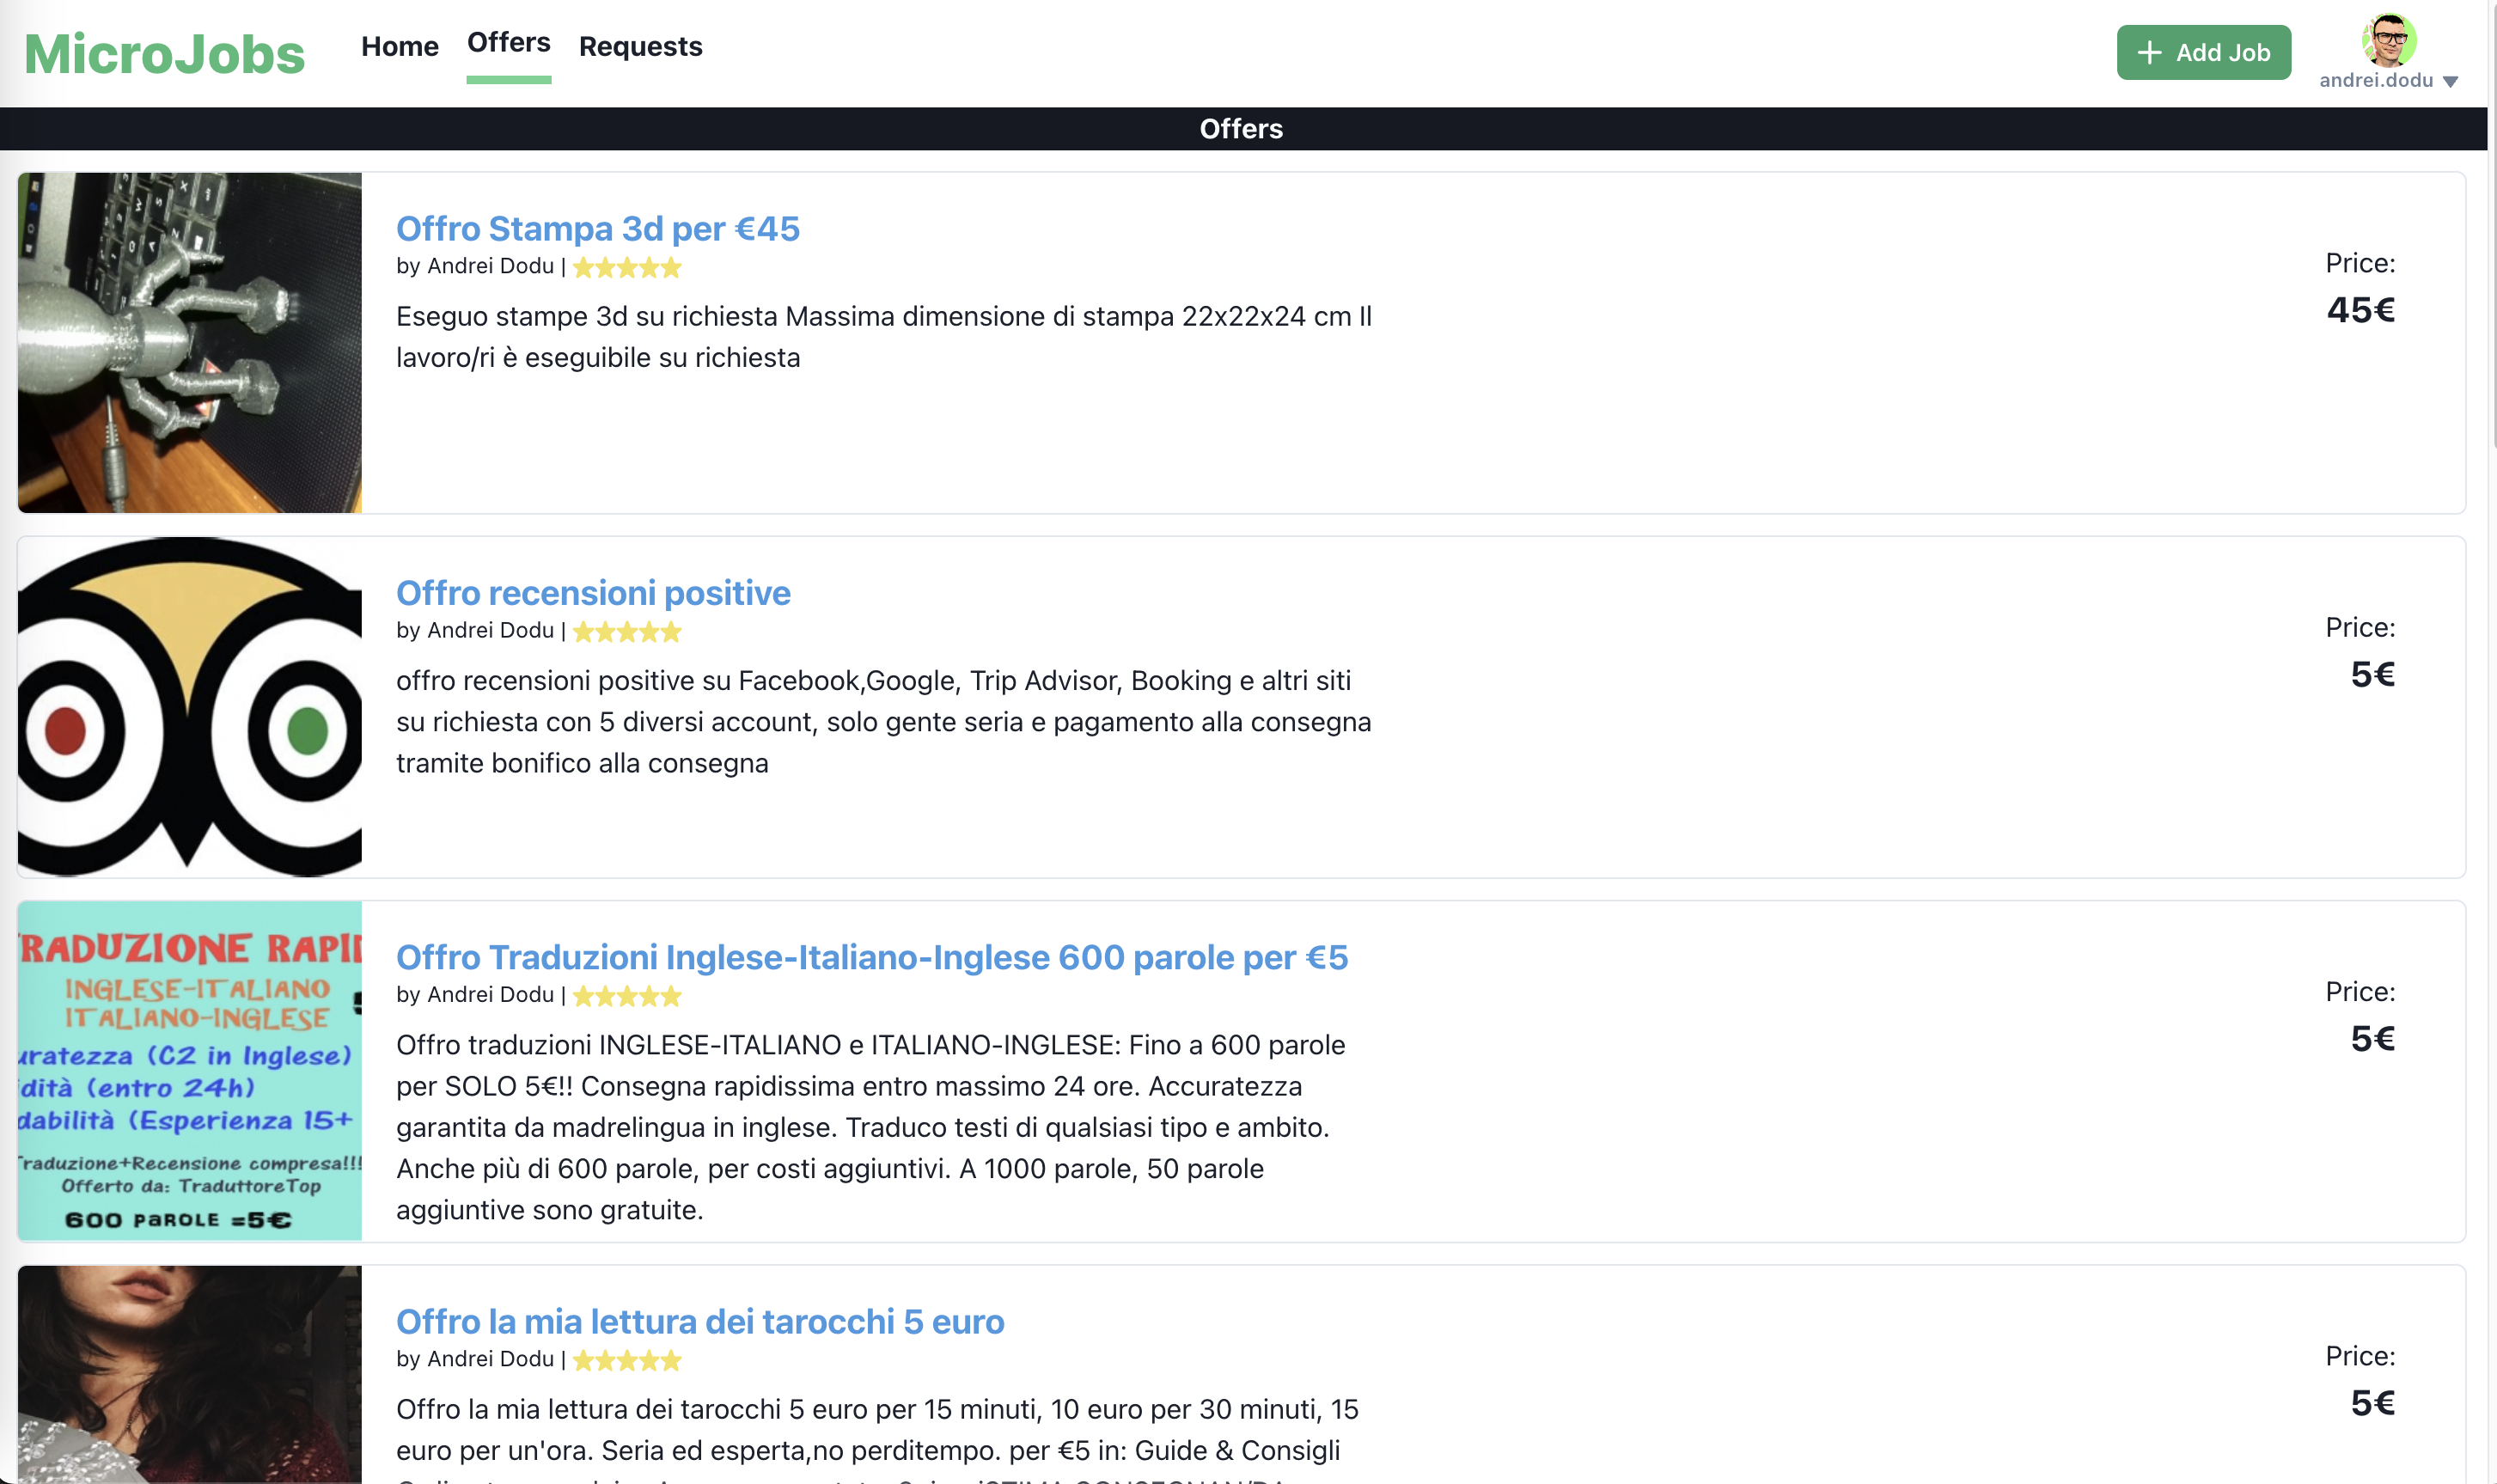 MicroJobs
Home Offers Requests
+ Add Job
andrei.dodu
Offers
Offro Stampa 3d per €45
by Andrei Dodu |
Eseguo stampe 3d su richiesta Massima dimensione di stampa 22x22x24 cm Il
lavoro/ri è eseguibile su richiesta
Price:
45€
Offro recensioni positive
by Andrei Dodu |
offro recensioni positive su Facebook,Google, Trip Advisor, Booking e altri siti
su richiesta con 5 diversi account, solo gente seria e pagamento alla consegna
tramite bonifico alla consegna
Price:
5€
RADUZIONE RAPI
INGLESE-ITALIANO
ITALIANO-INGLESE
uratezza (C2 in Inglese)
dità (entro 24h)
dabilità (Esperienza 15+
Traduzione+Recensione compresa!!!
Offerto da: TraduttoreTop
600 PAROLE =5€
Offro Traduzioni Inglese-Italiano-Inglese 600 parole per €5
by Andrei Dodu |
Offro traduzioni INGLESE-ITALIANO e ITALIANO-INGLESE: Fino a 600 parole
per SOLO 5€!! Consegna rapidissima entro massimo 24 ore. Accuratezza
garantita da madrelingua in inglese. Traduco testi di qualsiasi tipo e ambito.
Anche più di 600 parole, per costi aggiuntivi. A 1000 parole, 50 parole
aggiuntive sono gratuite.
Price:
5€
Offro la mia lettura dei tarocchi 5 euro
by Andrei Dodu |
Offro la mia lettura dei tarocchi 5 euro per 15 minuti, 10 euro per 30 minuti, 15
euro per un'ora. Seria ed esperta,no perditempo. per €5 in: Guide & Consigli
Price:
5€